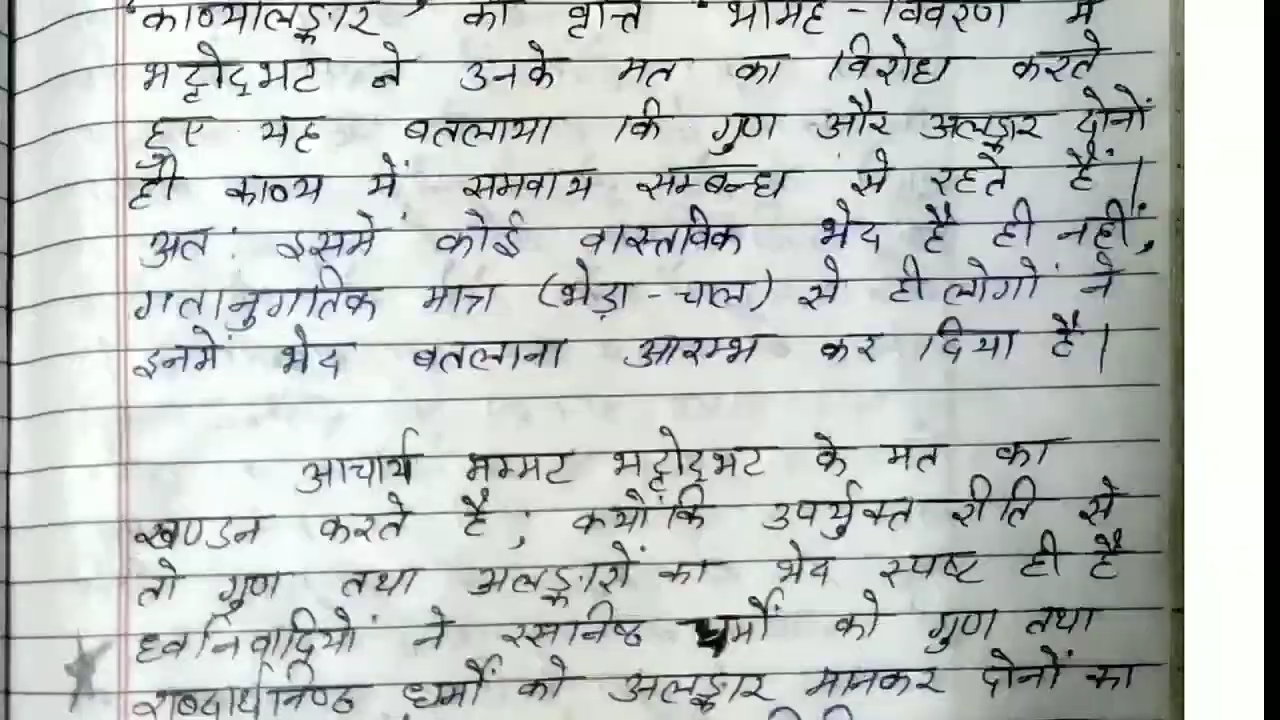 काव्यालङ्कार की वृत्ति भामह - विवरण में
भट्टोद्भट ने उनके मत का विरोध करते
हुए यह बतलाया कि गुण और अलङ्कार दोनों
ही काव्य में समवाय सम्बन्ध से रहते हैं।
अत: इसमें कोई वास्तविक भेद है ही नहीं,
गतानुगतिक मात्र (भेड़ा - चाल) से ही लोगों ने
इनमें भेद बतलाना आरम्भ कर दिया है।
आचार्य मम्मट भट्टोद्भट के मत का
खण्डन करते हैं; क्योंकि उपर्युक्त रीति से
तो गुण तथा अलङ्कारों का भेद स्पष्ट ही है
ध्वनिवादियों ने रसनिष्ठ धर्मों को गुण तथा
शब्दार्थनिष्ठ धर्मों को अलङ्कार मानकर दोनों का